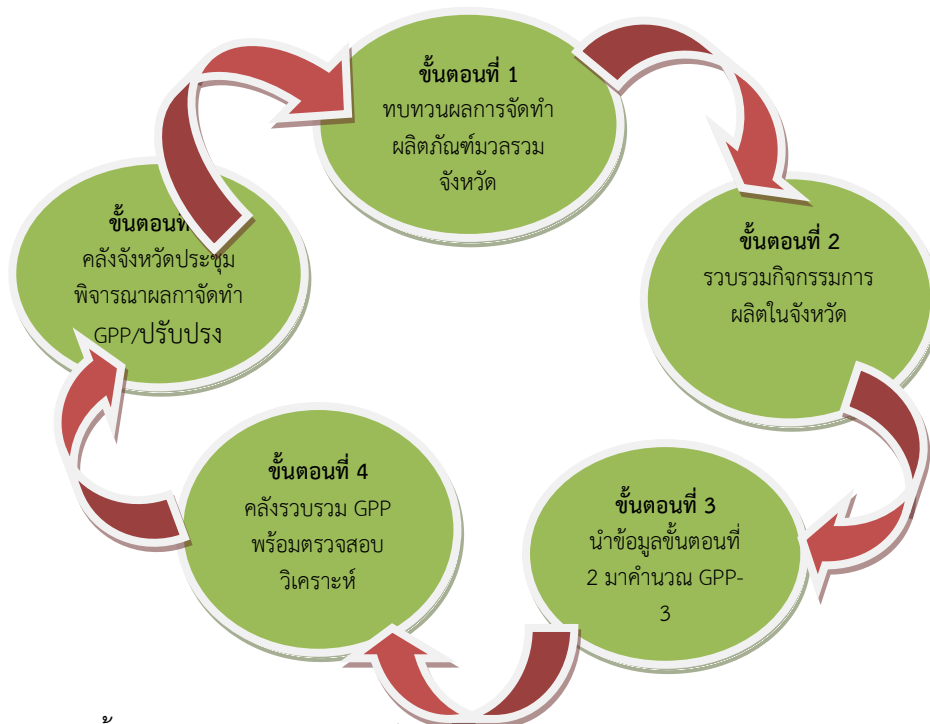 ขั้นตอนที่ 1
ทบทวนผลการจัดทำ
ผลิตภัณฑ์มวลรวม
จังหวัด
ขั้นตอนที่ 2
รวบรวมกิจกรรมการ
ผลิตในจังหวัด
ขั้นตอนที่ 3
นำข้อมูลขั้นตอนที่
2 มาคำนวณ GPP-
3
ขั้นตอนที่ 4
คลังรวบรวม GPP
พร้อมตรวจสอบ
วิเคราะห์
ขั้นตอนที่
คลังจังหวัดประชุม
พิจารณาผลกาจัดทำ
GPP/ปรับปรง